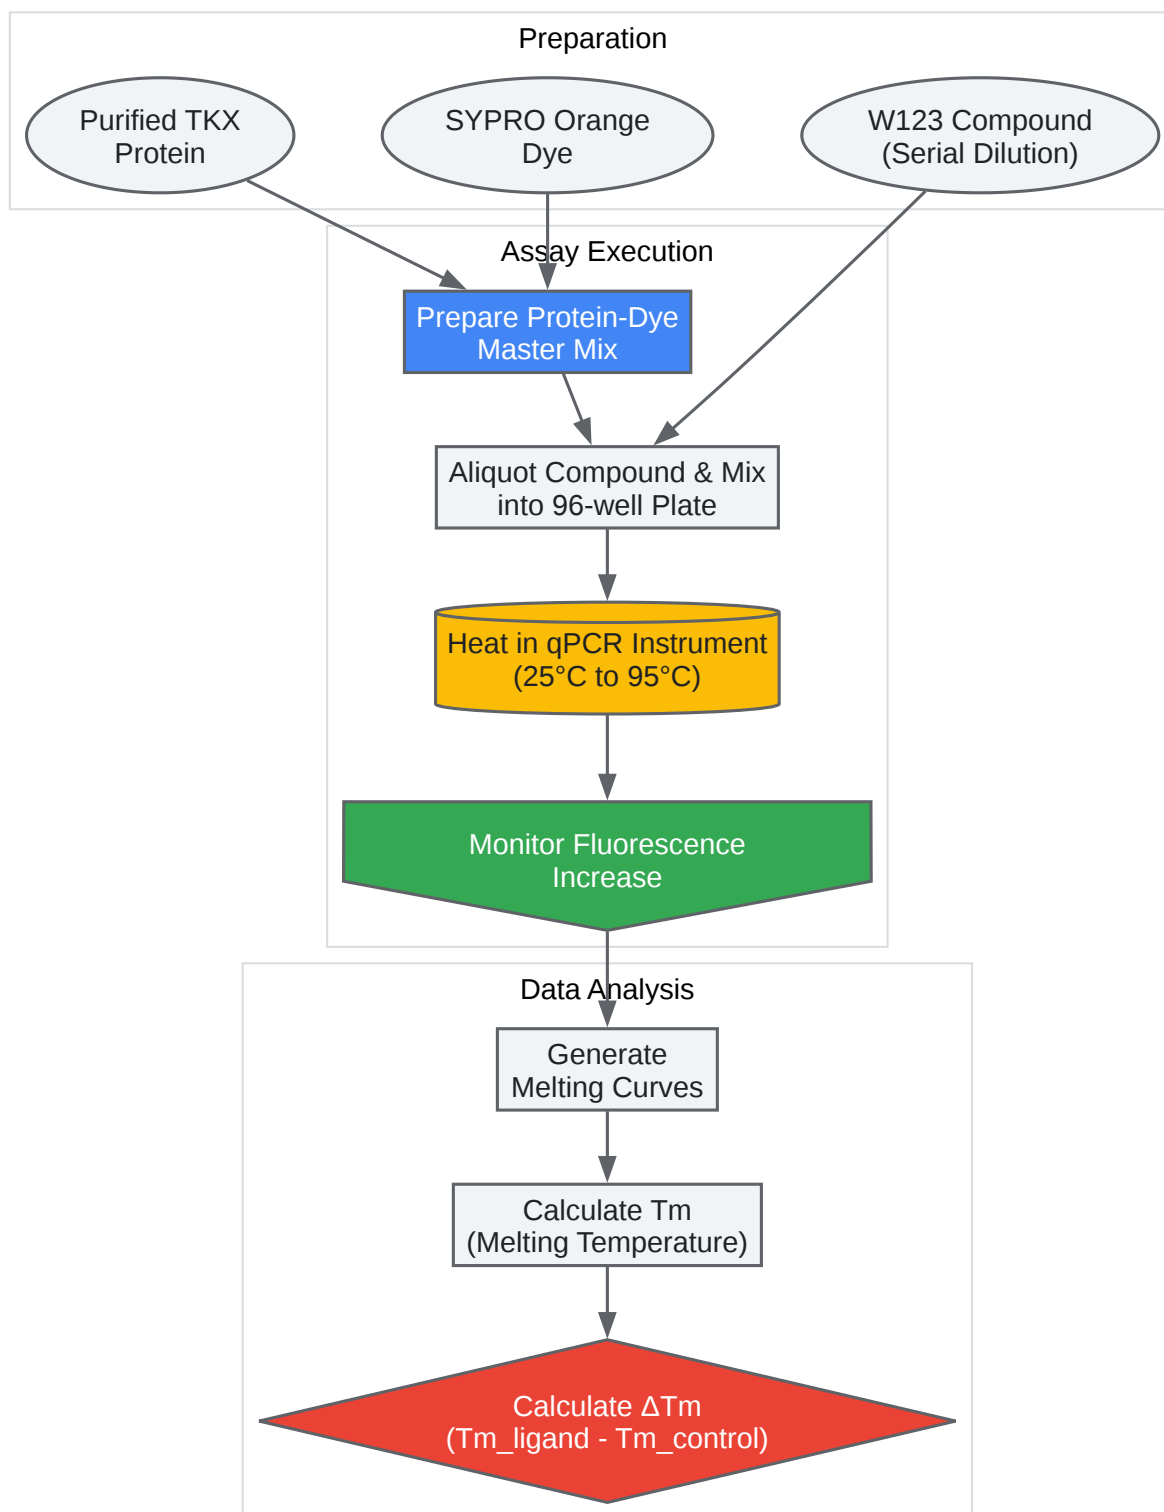 Preparation
Purified TKX
Protein
SYPRO Orange
Dye
W123 Compound
(Serial Dilution)
Assay Execution
Prepare Protein-Dye
Master Mix
Aliquot Compound & Mix
into 96-well Plate
Heat in qPCR Instrument
(25°C to 95°C)
Monitor Fluorescence
Increase
Data Analysis
Generate
Melting Curves
Calculate Tm
(Melting Temperature)
Calculate ΔTm
(Tm_ligand - Tm_control)